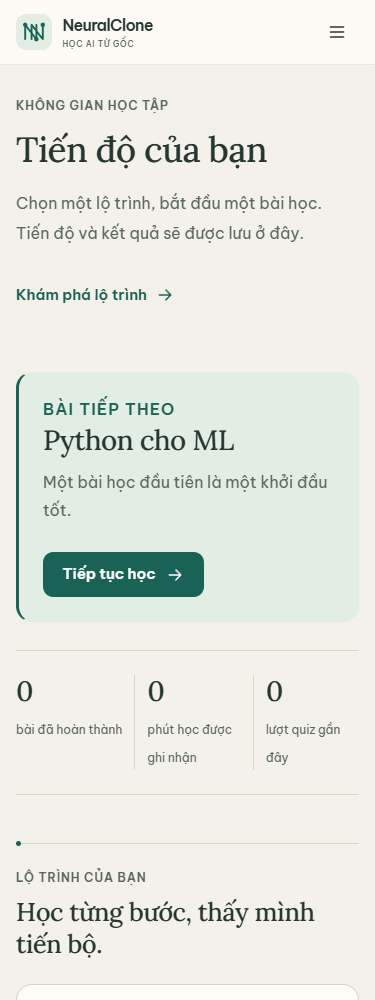 NeuralClone
HỌC AI TỪ GỐC
KHÔNG GIAN HỌC TẬP
Tiến độ của bạn
Chọn một lộ trình, bắt đầu một bài học.
Tiến độ và kết quả sẽ được lưu ở đây.
Khám phá lộ trình →
BÀI TIẾP THEO
Python cho ML
Một bài học đầu tiên là một khởi đầu
tốt.
Tiếp tục học →
0
bài đã hoàn thành
0
phút học được
ghi nhận
0
lượt quiz gần
đây
LỘ TRÌNH CỦA BẠN
Học từng bước, thấy mình
tiến bộ.